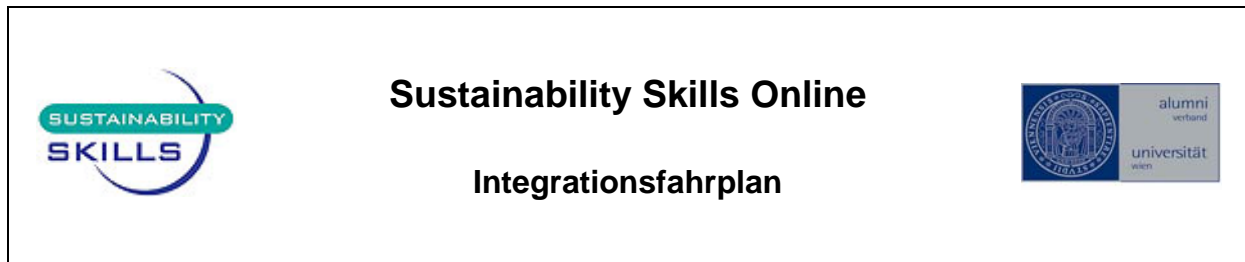 SUSTAINABILITY
SKILLS
Sustainability Skills Online
Integrationsfahrplan
alumni
verband
universität
wien